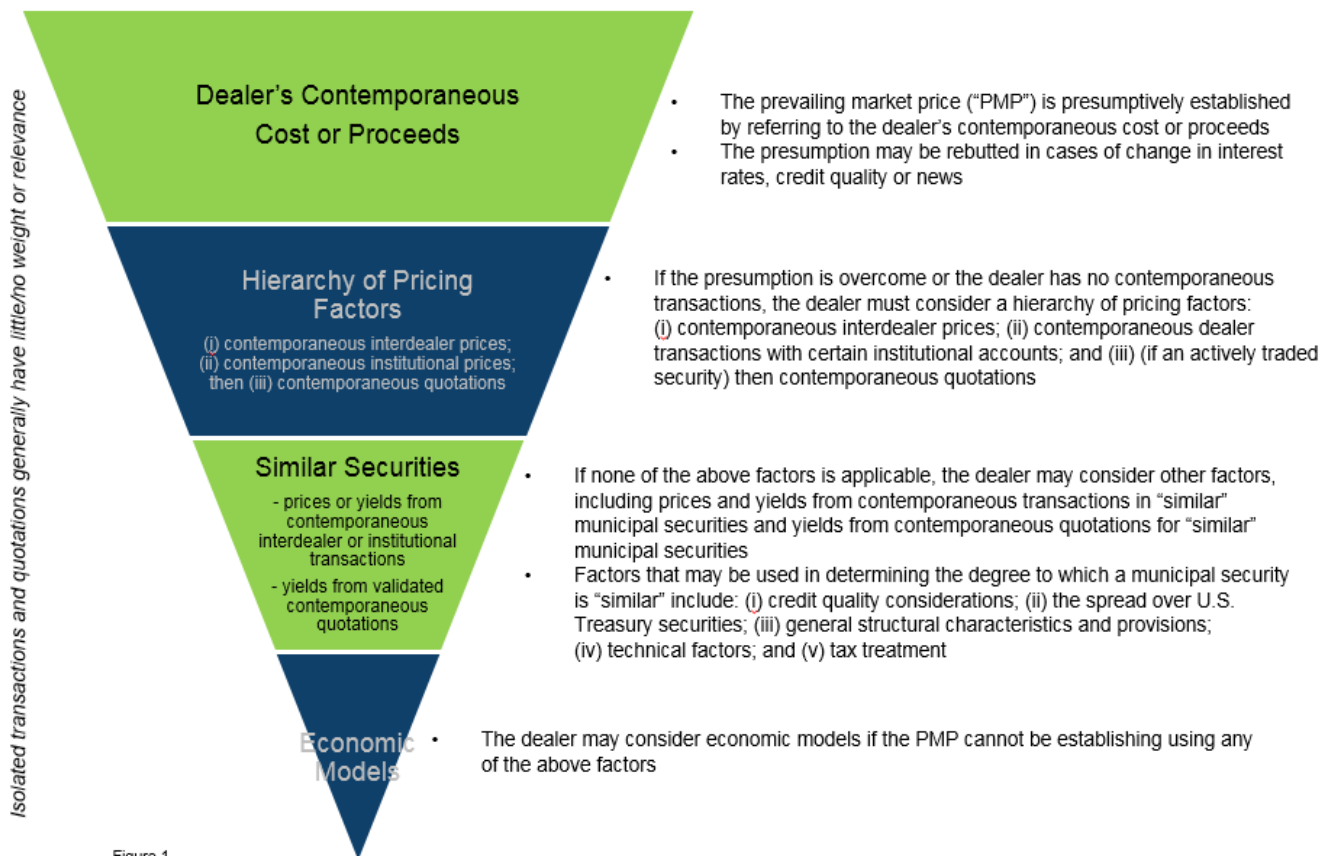 Isolated transactions and quotations generally have little/no weight or relevance
Dealer’s Contemporaneous
Cost or Proceeds
• The prevailing market price (“PMP”) is presumptively established
by referring to the dealer’s contemporaneous cost or proceeds
• The presumption may be rebutted in cases of change in interest
rates, credit quality or news
Hierarchy of Pricing
Factors
(i) contemporaneous interdealer prices;
(ii) contemporaneous institutional prices;
then (iii) contemporaneous quotations
• If the presumption is overcome or the dealer has no contemporaneous
transactions, the dealer must consider a hierarchy of pricing factors:
(i) contemporaneous interdealer prices; (ii) contemporaneous dealer
transactions with certain institutional accounts; and (iii) (if an actively traded
security) then contemporaneous quotations
Similar Securities
- prices or yields from
contemporaneous
interdealer or institutional
transactions
- yields from validated
contemporaneous
quotations
• If none of the above factors is applicable, the dealer may consider other factors,
including prices and yields from contemporaneous transactions in “similar”
municipal securities and yields from contemporaneous quotations for “similar”
municipal securities
• Factors that may be used in determining the degree to which a municipal security
is “similar” include: (i) credit quality considerations; (ii) the spread over U.S.
Treasury securities; (iii) general structural characteristics and provisions;
(iv) technical factors; and (v) tax treatment
Economic
Models
• The dealer may consider economic models if the PMP cannot be establishing using any
of the above factors
Figure 1